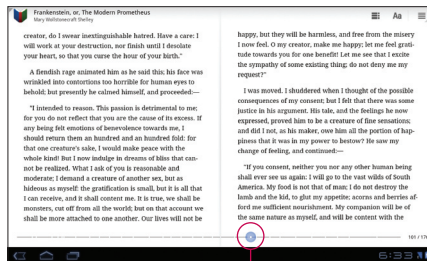 Frankenstein, or, The Modern Prometheus
Mary Wollstonecraft Shelley
Aa
creator, do I swear inextinguishable hatred. Have a care: I
will work at your destruction, nor finish until I desolate
your heart, so that you curse the hour of your birth."
A fiendish rage animated him as he said this; his face was
wrinkled into contortions too horrible for human eyes to
behold; but presently he calmed himself, and proceeded:—
"I intended to reason. This passion is detrimental to me;
for you do not reflect that you are the cause of its excess. If
any being felt emotions of benevolence towards me, I
should return them an hundred and an hundred fold: for
that one creature's sake, I would make peace with the
whole kind! But I now indulge in dreams of bliss that can-
not be realized. What I ask of you is reasonable and
moderate; I demand a creature of another sex, but as
hideous as myself: the gratification is small, but it is all that
I can receive, and it shall content me. It is true, we shall be
monsters, cut off from all the world; but on that account we
shall be more attached to one another. Our lives will not be
happy, but they will be harmless, and free from the misery
I now feel. O my creator, make me happy; let me feel grati-
tude towards you for one benefit! Let me see that I excite
the sympathy of some existing thing; do not deny me my
request?"
I was moved. I shuddered when I thought of the possible
consequences of my consent; but I felt that there was some
justice in his argument. His tale, and the feelings he now
expressed, proved him to be a creature of fine sensations;
and did I not, as his maker, owe him all the portion of hap-
piness that it was in my power to bestow? He saw my
change of feeling, and continued:—
"If you consent, neither you nor any other human being
shall ever see us again: I will go to the vast wilds of South
America. My food is not that of man; I do not destroy the
lamb and the kid, to glut my appetite; acorns and berries af-
ford me sufficient nourishment. My companion will be of
the same nature as myself, and will be content with the
161 / 176
6:33